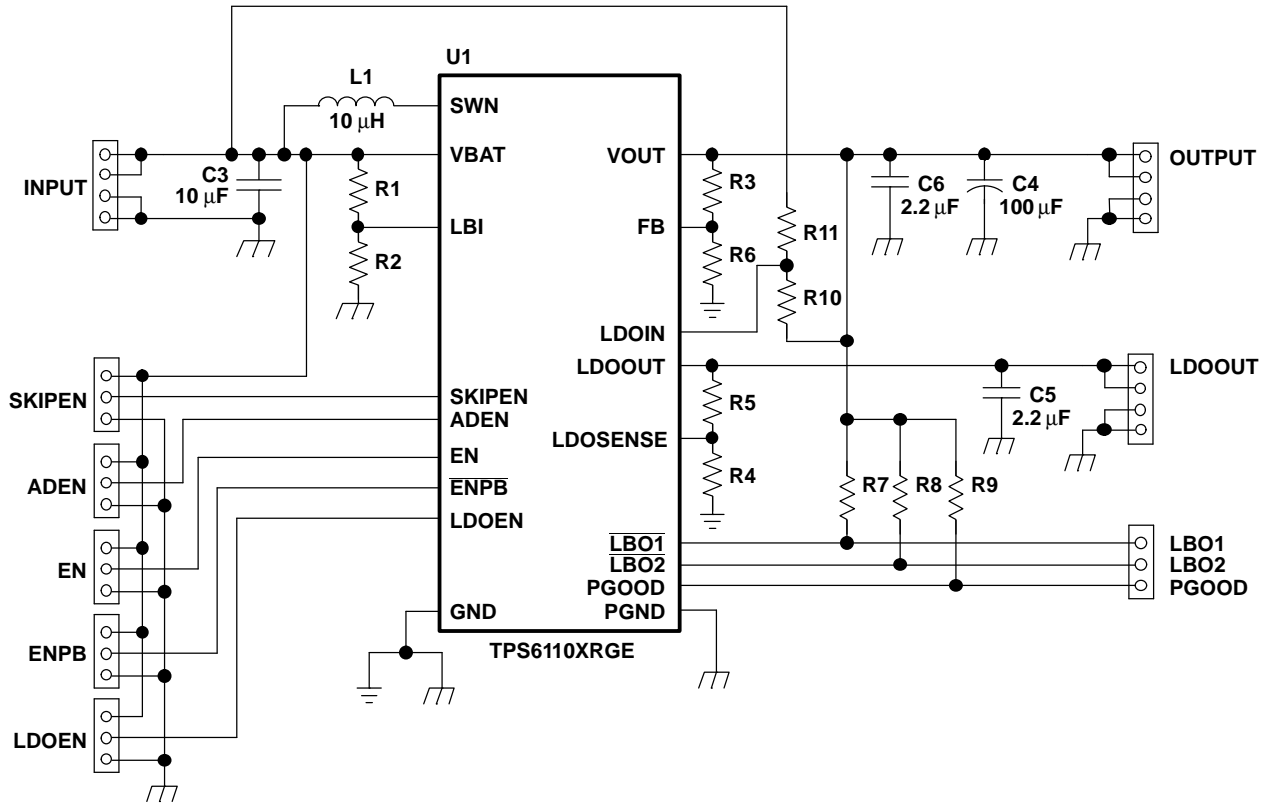 U1
L1
10 μH
SWN
VBAT
VOUT
INPUT
C3
10 μF
R1
LBI
R2
R3
FB
R6
R11
R10
C6
2.2 μF
C4
100 μF
OUTPUT
LDOIN
LDOOUT
LDOOUT
SKIPEN
SKIPEN
ADEN
EN
ENPB
LDOEN
R5
LDOSENSE
R4
C5
2.2 μF
ADEN
R7
R8
R9
EN
LBO1
LBO2
PGOOD
PGND
LBO1
LBO2
PGOOD
GND
ENPB
TPS6110XRGE
LDOEN